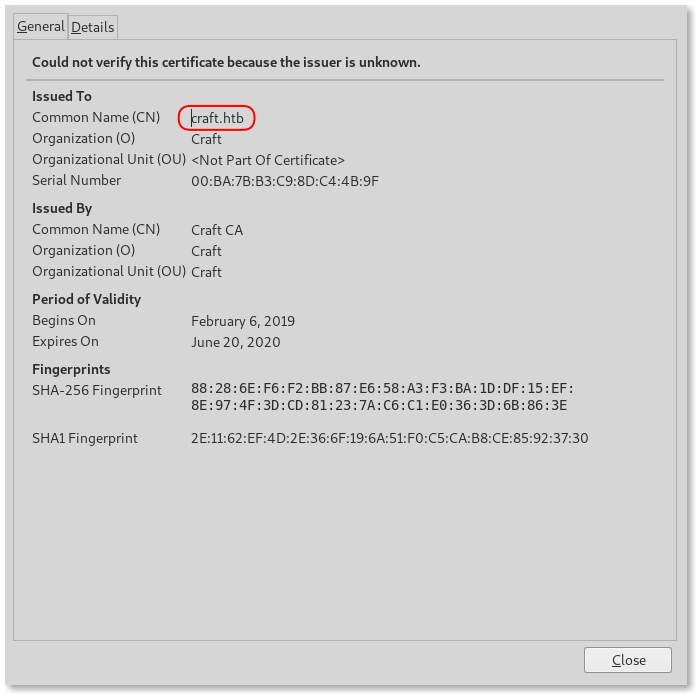 General Details
Could not verify this certificate because the issuer is unknown.
Issued To
Common Name (CN) craft.htb
Organization (O) Craft
Organizational Unit (OU) <Not Part Of Certificate>
Serial Number 00:BA:7B:B3:C9:8D:C4:4B:9F
Issued By
Common Name (CN) Craft CA
Organization (O) Craft
Organizational Unit (OU) Craft
Period of Validity
Begins On February 6, 2019
Expires On June 20, 2020
Fingerprints
SHA-256 Fingerprint 88:28:6E:F6:F2:BB:87:E6:58:A3:F3:BA:1D:DF:15:EF:
8E:97:4F:3D:CD:81:23:7A:C6:C1:E0:36:3D:6B:86:3E
SHA1 Fingerprint 2E:11:62:EF:4D:2E:36:6F:19:6A:51:F0:C5:CA:B8:CE:85:92:37:30
Close